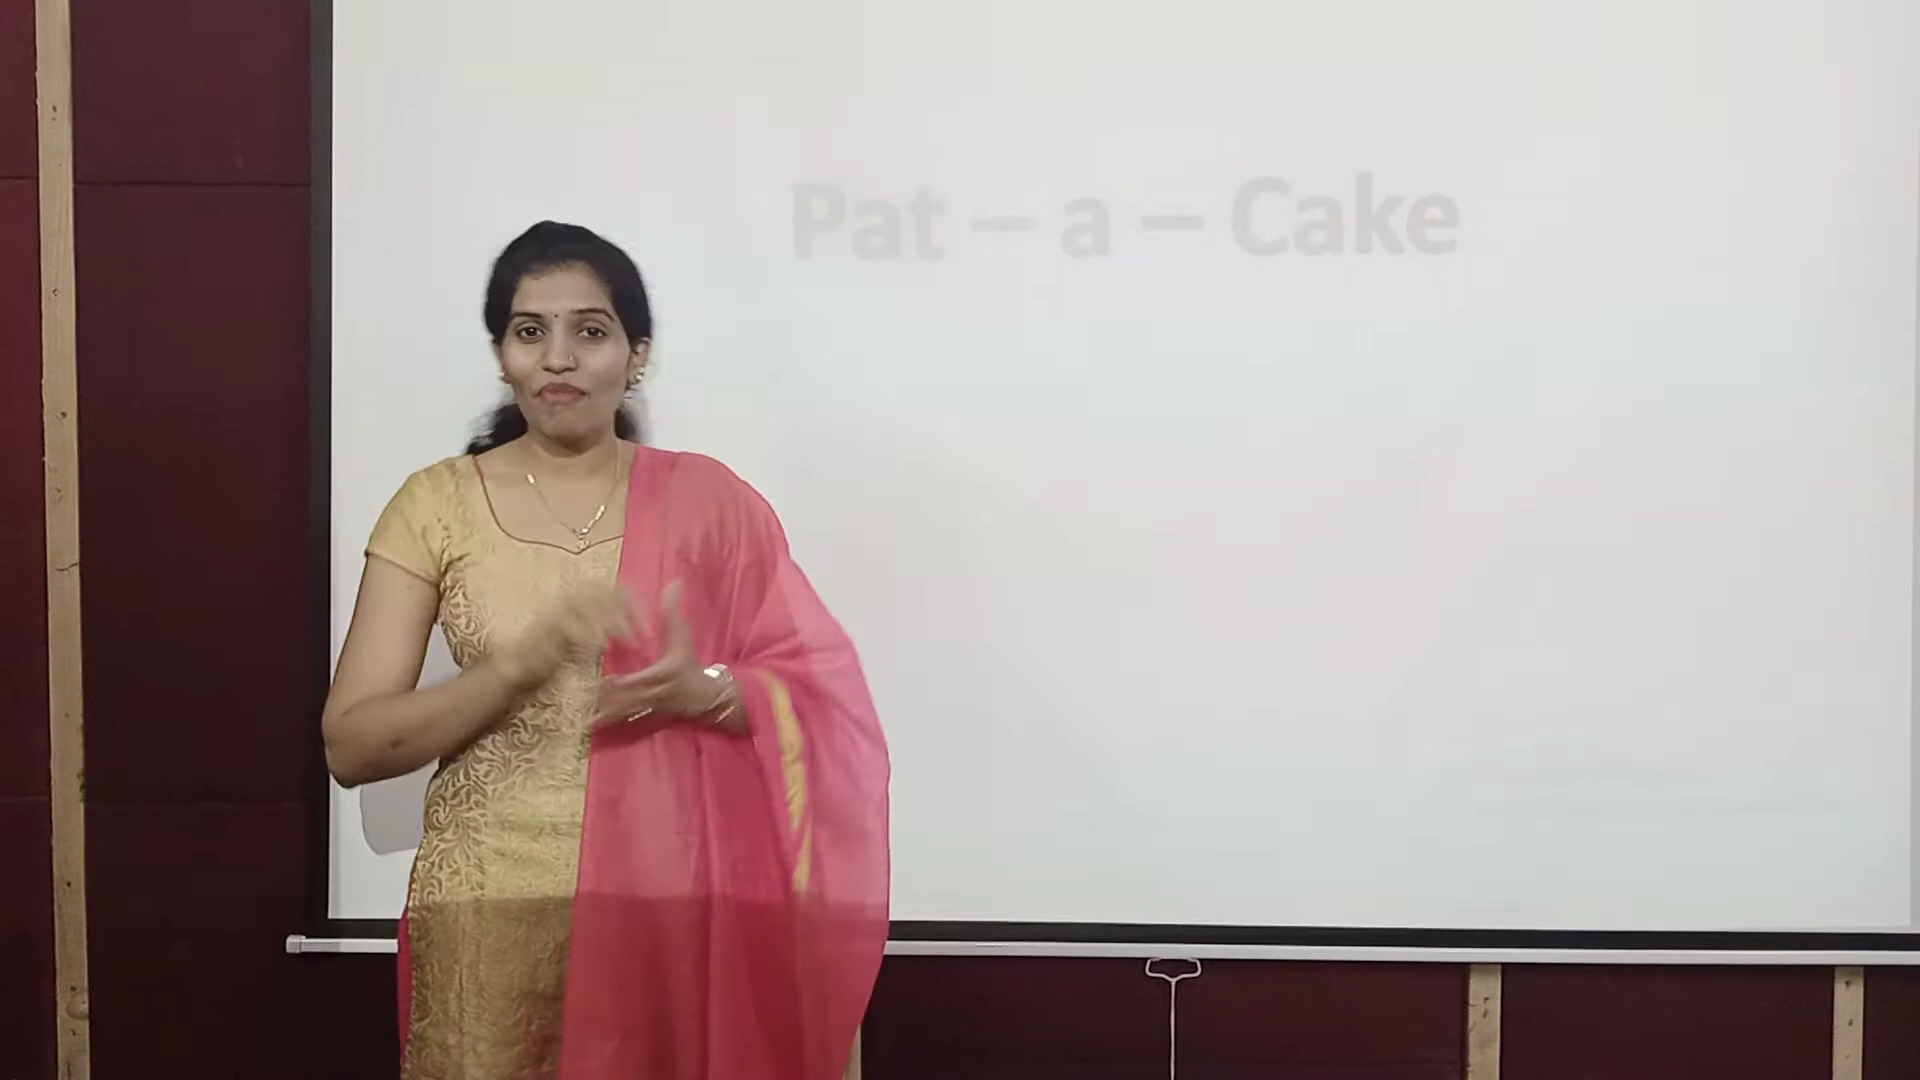 Pat – a – Cake